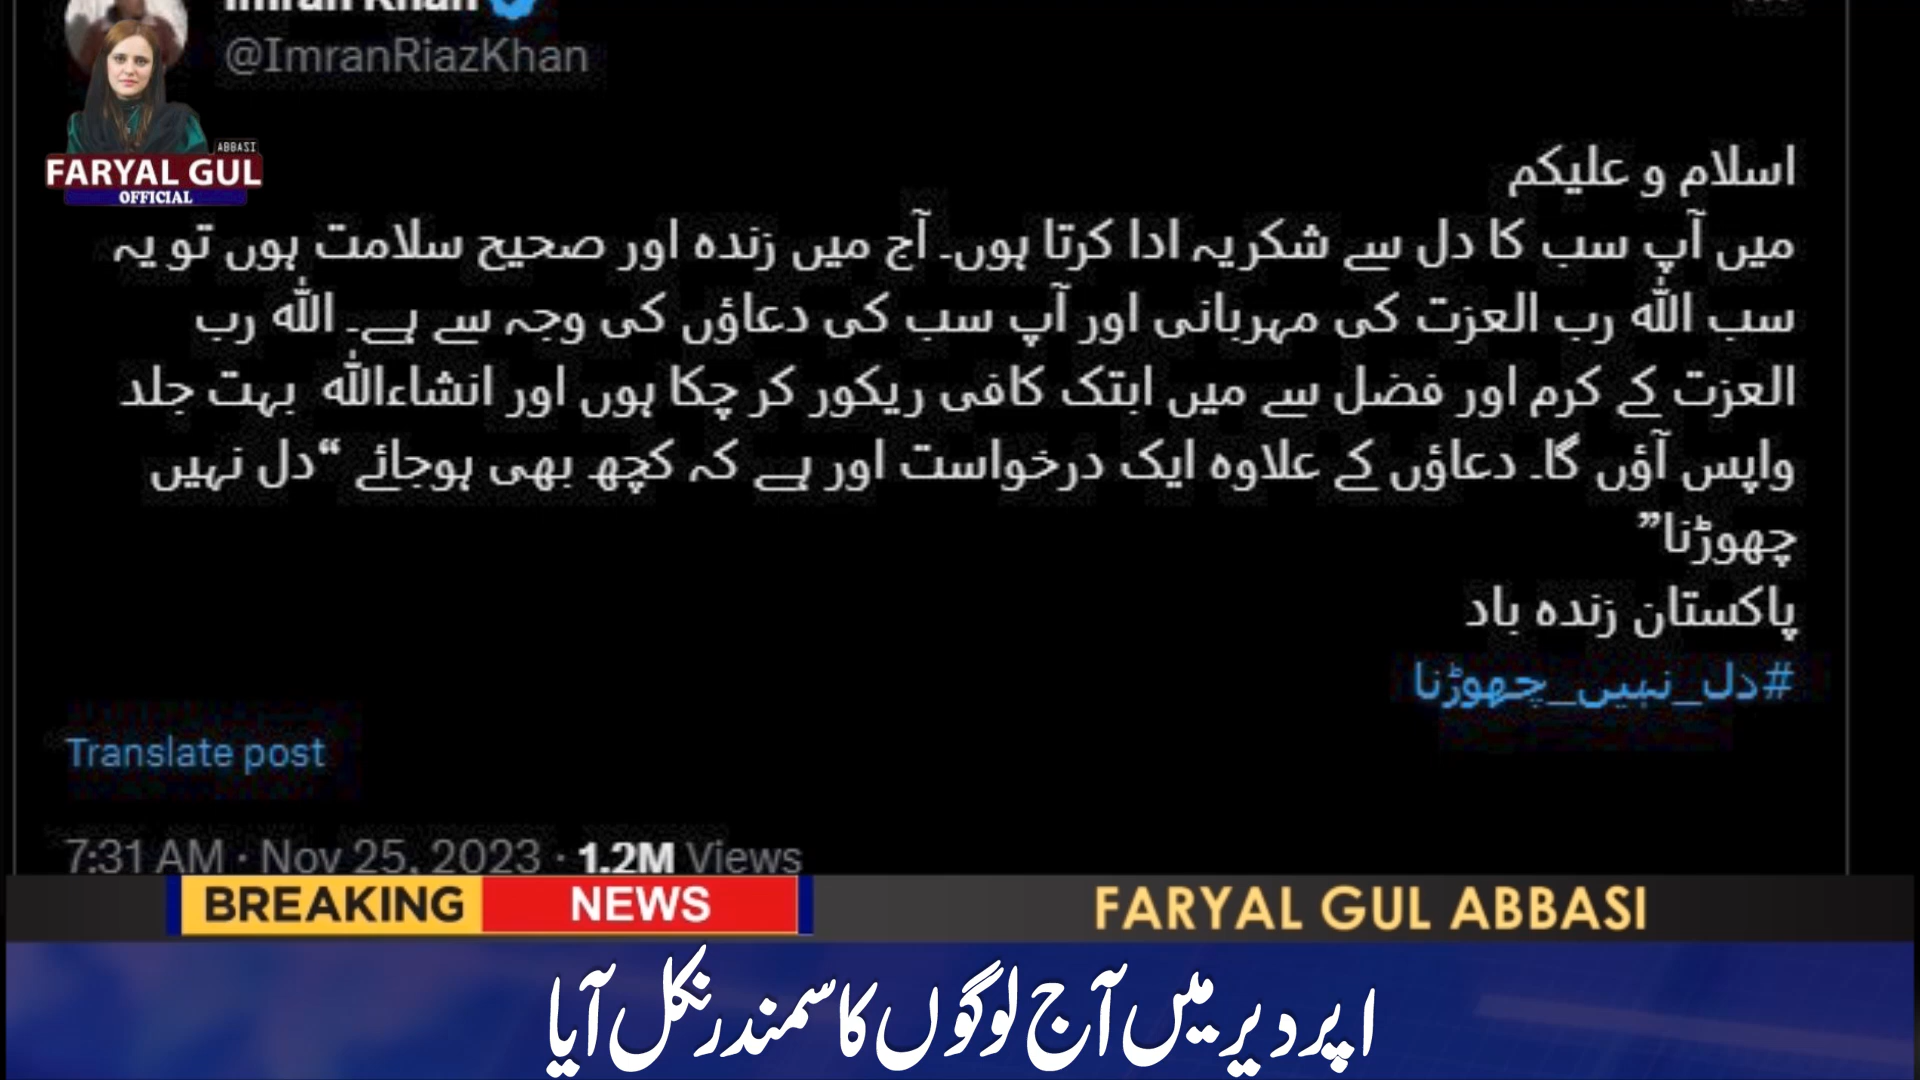 Imran Khan
@ImranRiazKhan
ABBASI
FARYAL GUL
OFFICIAL
اسلام و علیکم
میں آپ سب کا دل سے شکریہ ادا کرتا ہوں۔ آج میں زندہ اور صحیح سلامت ہوں تو یہ
سب اللہ رب العزت کی مہربانی اور آپ سب کی دعاؤں کی وجہ سے ہے۔ اللہ رب
العزت کے کرم اور فضل سے میں ابتک کافی ریکور کر چکا ہوں اور انشاءاللہ بہت جلد
واپس آؤں گا۔ دعاؤں کے علاوہ ایک درخواست اور ہے کہ کچھ بھی ہوجائے “دل نہیں
چھوڑنا”
پاکستان زندہ باد
#دل_نہیں_چھوڑنا
Translate post
7:31 AM · Nov 25, 2023 · 1.2M Views
BREAKING NEWS
FARYAL GUL ABBASI
اپر دیر میں آج لوگوں کا سمندر نکل آیا